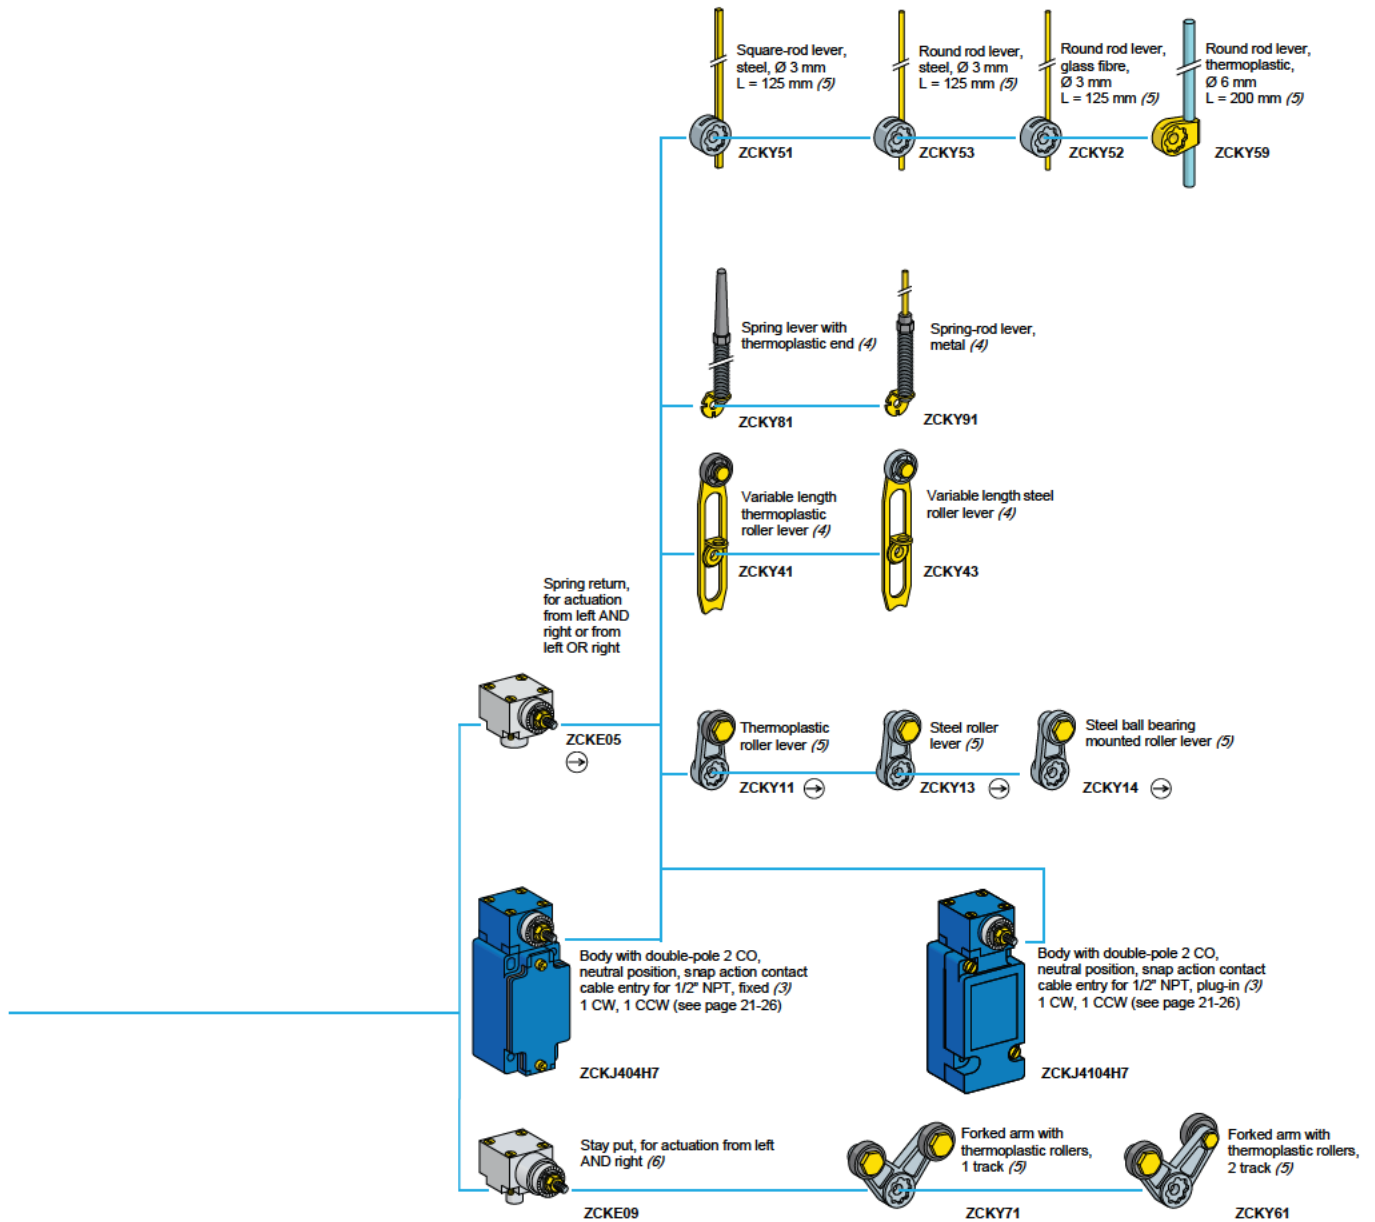 Square-rod lever,
steel, Ø 3 mm
L = 125 mm (5)
ZCKY51
Round rod lever,
steel, Ø 3 mm
L = 125 mm (5)
ZCKY53
Round rod lever,
glass fibre,
Ø 3 mm
L = 125 mm (5)
ZCKY52
Round rod lever,
thermoplastic,
Ø 6 mm
L = 200 mm (5)
ZCKY59
Spring lever with
thermoplastic end (4)
ZCKY81
Spring-rod lever,
metal (4)
ZCKY91
Variable length
thermoplastic
roller lever (4)
ZCKY41
Variable length steel
roller lever (4)
ZCKY43
Spring return,
for actuation
from left AND
right or from
left OR right
ZCKE05
Thermoplastic
roller lever (5)
ZCKY11
Steel roller
lever (5)
ZCKY13
Steel ball bearing
mounted roller lever (5)
ZCKY14
Body with double-pole 2 CO,
neutral position, snap action contact
cable entry for 1/2" NPT, fixed (3)
1 CW, 1 CCW (see page 21-26)
ZCKJ404H7
Body with double-pole 2 CO,
neutral position, snap action contact
cable entry for 1/2" NPT, plug-in (3)
1 CW, 1 CCW (see page 21-26)
ZCKJ4104H7
Stay put, for actuation from left
AND right (6)
ZCKE09
Forked arm with
thermoplastic rollers,
1 track (5)
ZCKY71
Forked arm with
thermoplastic rollers,
2 track (5)
ZCKY61